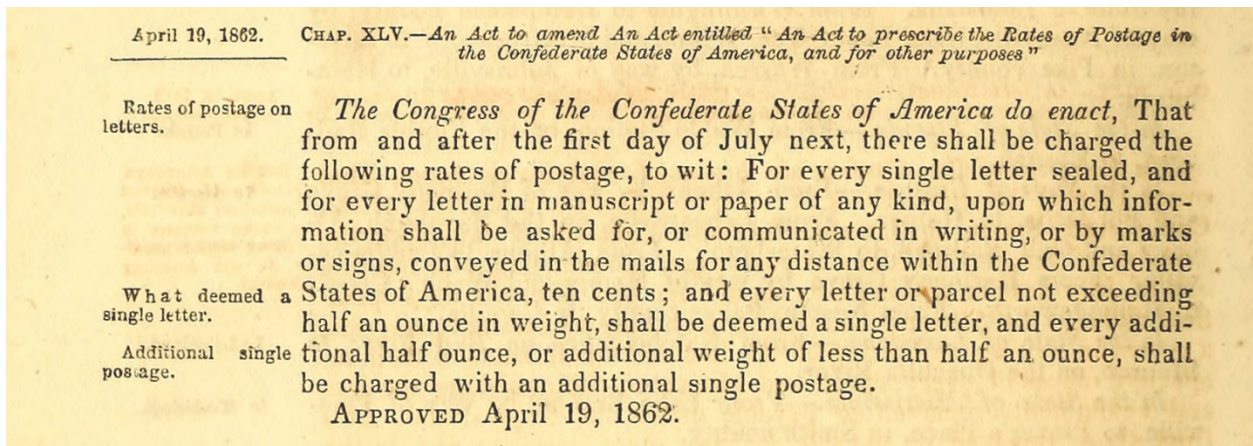 April 19, 1862.
CHAP. XLV.—An Act to amend An Act entitled "An Act to prescribe the Rates of Postage in
the Confederate States of America, and for other purposes"
Rates of postage on
letters.
The Congress of the Confederate States of America do enact, That
from and after the first day of July next, there shall be charged the
following rates of postage, to wit: For every single letter sealed, and
for every letter in manuscript or paper of any kind, upon which infor-
mation shall be asked for, or communicated in writing, or by marks
or signs, conveyed in the mails for any distance within the Confederate
What deemed a
single letter.
States of America, ten cents; and every letter or parcel not exceeding
half an ounce in weight, shall be deemed a single letter, and every addi-
Additional single
postage.
tional half ounce, or additional weight of less than half an ounce, shall
be charged with an additional single postage.
APPROVED April 19, 1862.